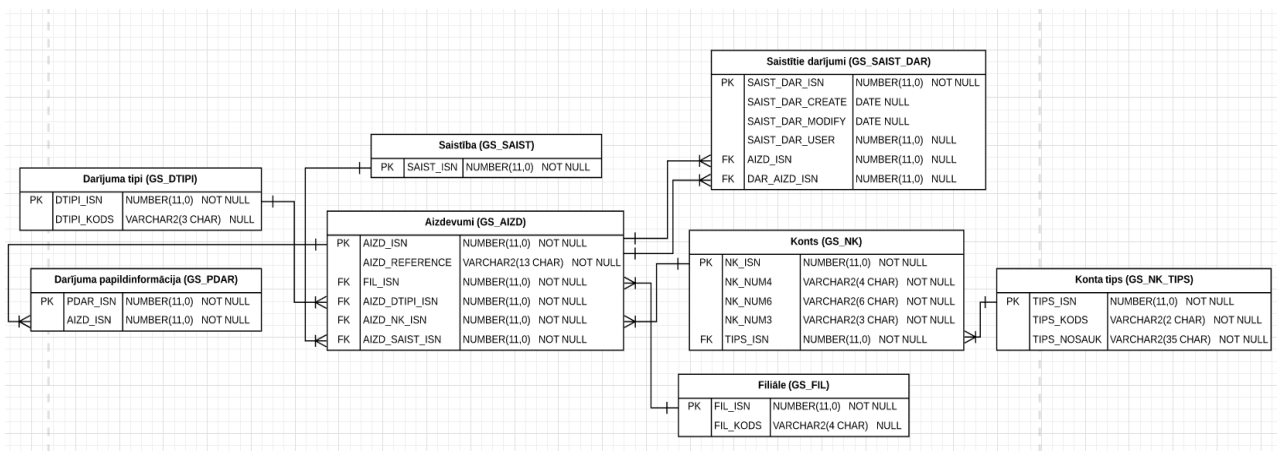 Saistītie darījumi (GS_SAIST_DAR)
PK SAIST_DAR_ISN NUMBER(11,0) NOT NULL
SAIST_DAR_CREATE DATE NULL
SAIST_DAR_MODIFY DATE NULL
SAIST_DAR_USER NUMBER(11,0) NULL
FK AIZD_ISN NUMBER(11,0) NULL
FK DAR_AIZD_ISN NUMBER(11,0) NULL
Saistība (GS_SAIST)
PK SAIST_ISN NUMBER(11,0) NOT NULL
Darījuma tipi (GS_DTIPI)
PK DTIPI_ISN NUMBER(11,0) NOT NULL
DTIPI_KODS VARCHAR2(3 CHAR) NULL
Aizdevumi (GS_AIZD)
PK AIZD_ISN NUMBER(11,0) NOT NULL
AIZD_REFERENCE VARCHAR2(13 CHAR) NOT NULL
FK FIL_ISN NUMBER(11,0) NOT NULL
FK AIZD_DTIPI_ISN NUMBER(11,0) NOT NULL
FK AIZD_NK_ISN NUMBER(11,0) NOT NULL
FK AIZD_SAIST_ISN NUMBER(11,0) NOT NULL
Darījuma papildinformācija (GS_PDAR)
PK PDAR_ISN NUMBER(11,0) NOT NULL
AIZD_ISN NUMBER(11,0) NOT NULL
Konts (GS_NK)
PK NK_ISN NUMBER(11,0) NOT NULL
NK_NUM4 VARCHAR2(4 CHAR) NOT NULL
NK_NUM6 VARCHAR2(6 CHAR) NOT NULL
NK_NUM3 VARCHAR2(3 CHAR) NOT NULL
FK TIPS_ISN NUMBER(11,0) NOT NULL
Konta tips (GS_NK_TIPS)
PK TIPS_ISN NUMBER(11,0) NOT NULL
TIPS_KODS VARCHAR2(2 CHAR) NOT NULL
TIPS_NOSAUK VARCHAR2(35 CHAR) NOT NULL
Filiāle (GS_FIL)
PK FIL_ISN NUMBER(11,0) NOT NULL
FIL_KODS VARCHAR2(4 CHAR) NULL